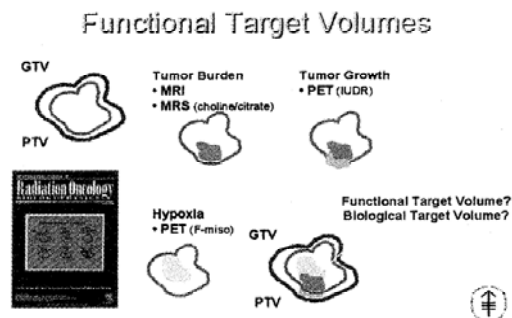 Functional Target Volumes
GTV
PTV
Tumor Burden
• MRI
• MRS (choline/citrate)
Tumor Growth
• PET (IUDR)
Radiation Oncology
Hypoxia
• PET (F-miso)
GTV
PTV
Functional Target Volume?
Biological Target Volume?